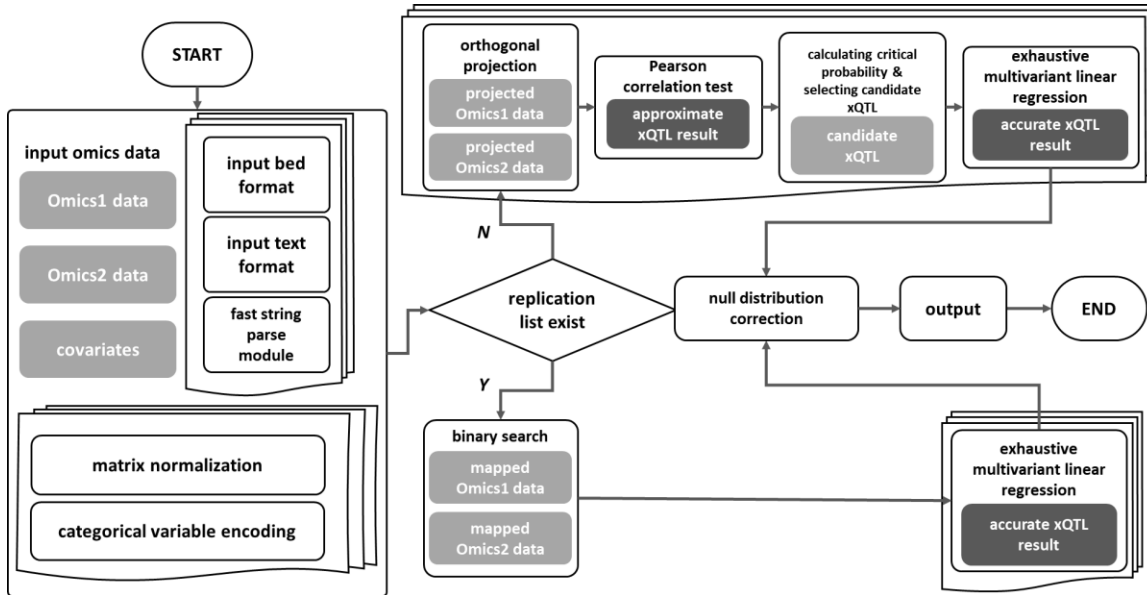 START
input omics data
Omics1 data
Omics2 data
covariates
input bed
format
input text
format
fast string
parse
module
matrix normalization
categorical variable encoding
orthogonal
projection
projected
Omics1 data
projected
Omics2 data
Pearson
correlation test
approximate
xQTL result
calculating critical
probability &
selecting candidate
xQTL
candidate
xQTL
exhaustive
multivariant linear
regression
accurate xQTL
result
N
replication
list exist
Y
null distribution
correction
output
END
binary search
mapped
Omics1 data
mapped
Omics2 data
exhaustive
multivariant linear
regression
accurate xQTL
result